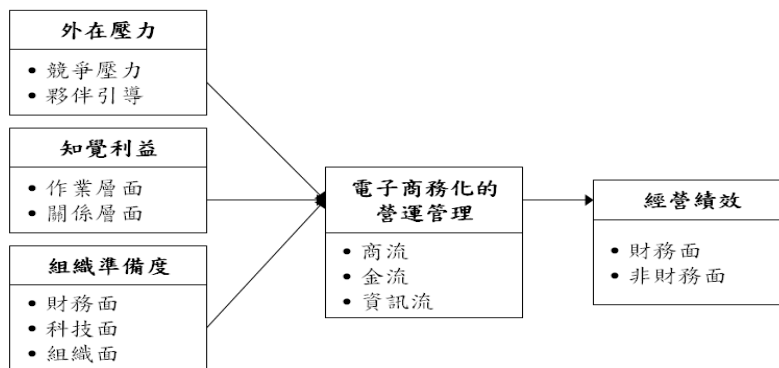 外在壓力
• 競爭壓力
• 夥伴引導
知覺利益
• 作業層面
• 關係層面
組織準備度
• 財務面
• 科技面
• 組織面
電子商務化的
營運管理
• 商流
• 金流
• 資訊流
經營績效
• 財務面
• 非財務面